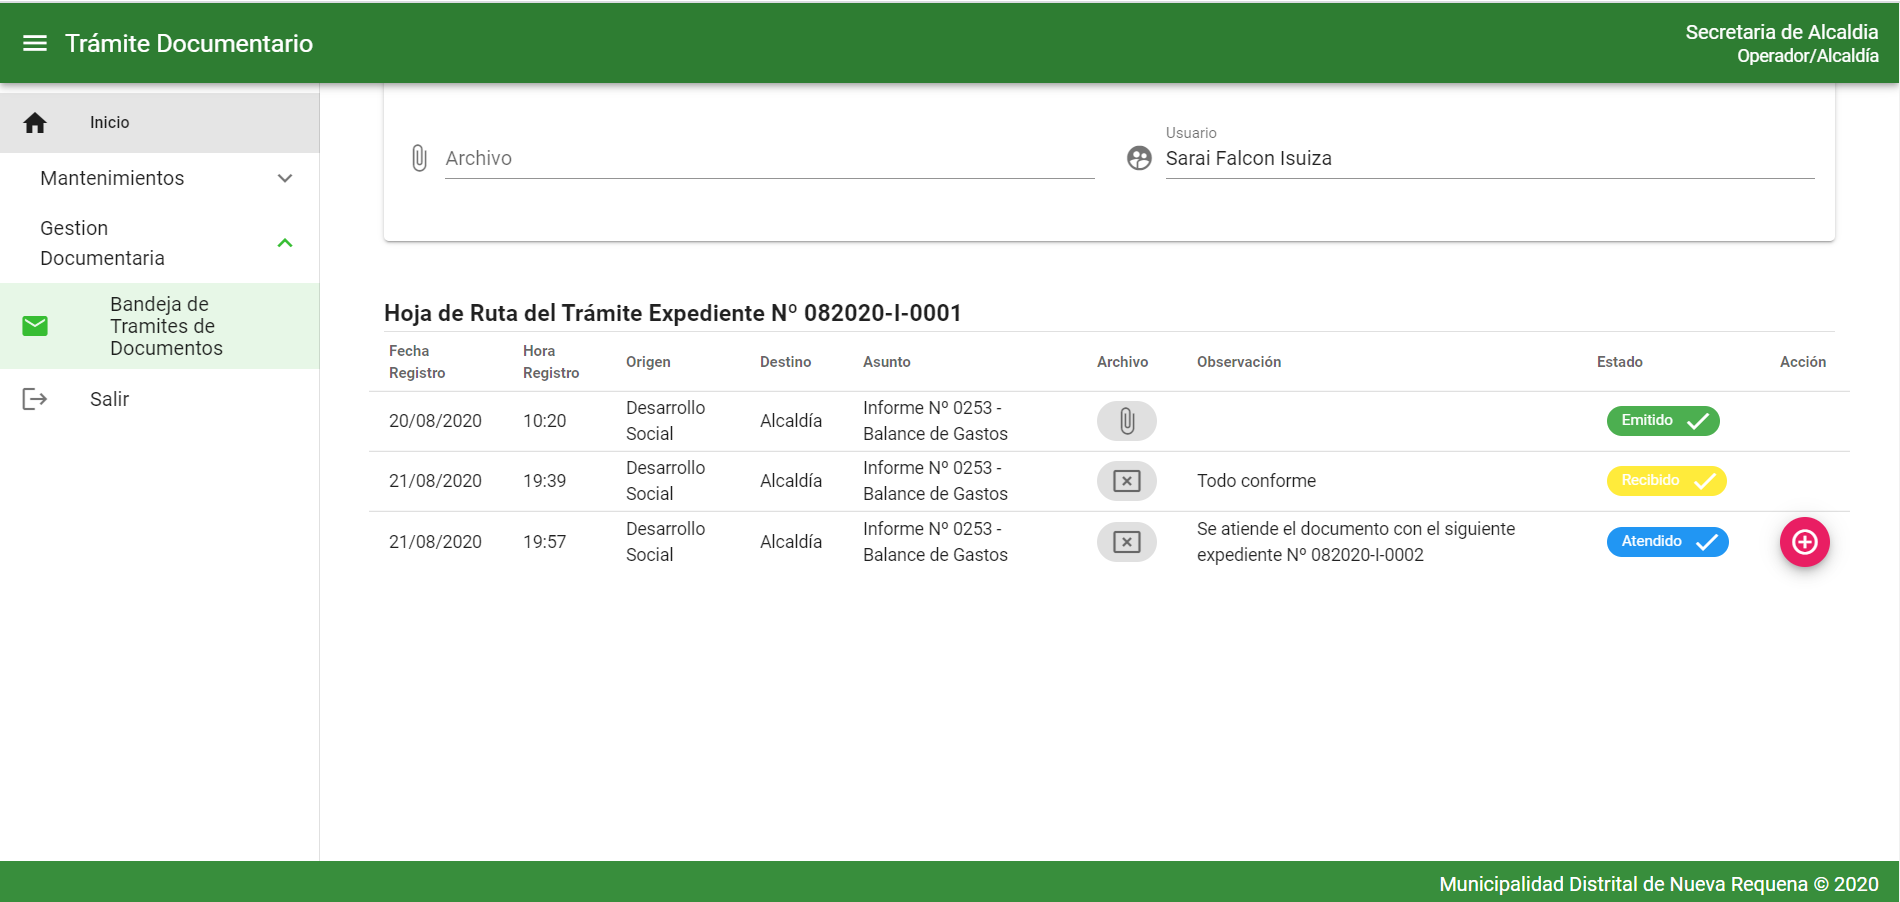 Trámite Documentario
Secretaria de Alcaldia
Operador/Alcaldía
Inicio
Mantenimientos
Gestion
Documentaria
Bandeja de
Tramites de
Documentos
Salir
Archivo
Usuario
Sarai Falcon Isuiza
Hoja de Ruta del Trámite Expediente Nº 082020-I-0001
Fecha Registro Hora Registro Origen Destino Asunto Archivo Observación Estado Acción
20/08/2020 10:20 Desarrollo Social Alcaldía Informe Nº 0253 - Balance de Gastos Emitido
21/08/2020 19:39 Desarrollo Social Alcaldía Informe Nº 0253 - Balance de Gastos Todo conforme Recibido
21/08/2020 19:57 Desarrollo Social Alcaldía Informe Nº 0253 - Balance de Gastos Se atiende el documento con el siguiente expediente Nº 082020-I-0002 Atendido
Municipalidad Distrital de Nueva Requena © 2020